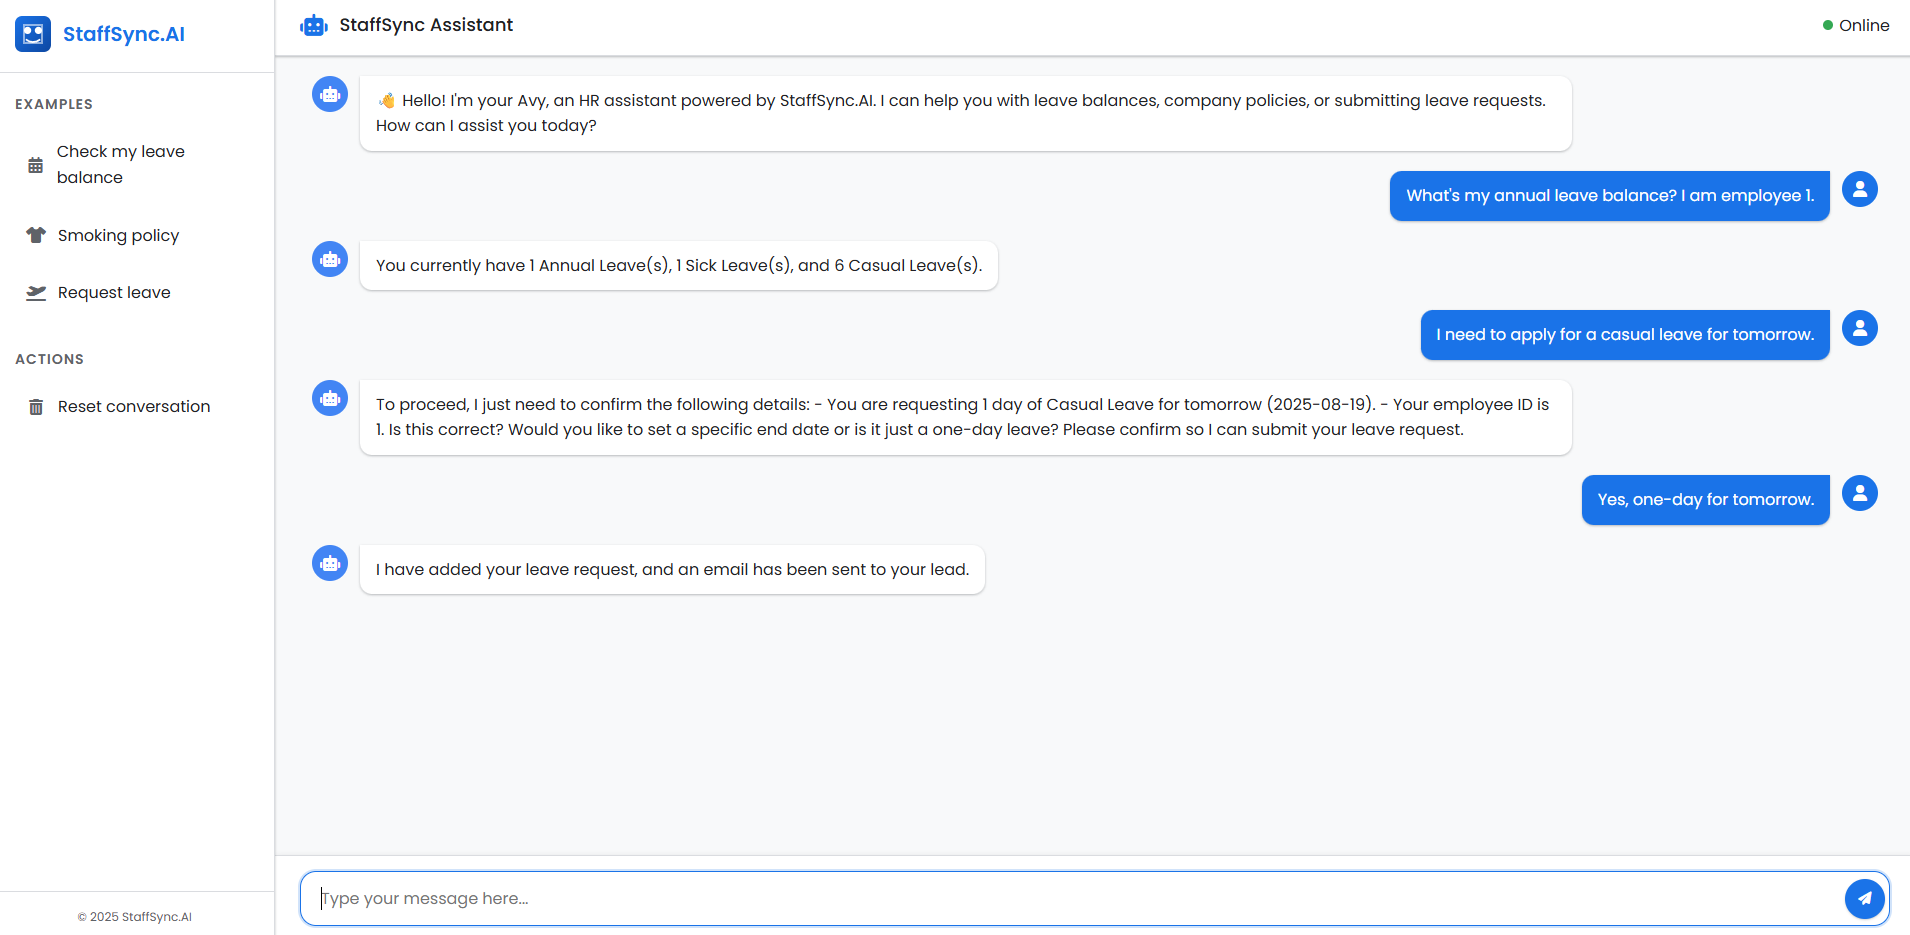 StaffSync.AI
EXAMPLES
Check my leave
balance
Smoking policy
Request leave
ACTIONS
Reset conversation
© 2025 StaffSync.AI
StaffSync Assistant
Online
👋 Hello! I'm your Avy, an HR assistant powered by StaffSync.AI. I can help you with leave balances, company policies, or submitting leave requests.
How can I assist you today?
What's my annual leave balance? I am employee 1.
You currently have 1 Annual Leave(s), 1 Sick Leave(s), and 6 Casual Leave(s).
I need to apply for a casual leave for tomorrow.
To proceed, I just need to confirm the following details: - You are requesting 1 day of Casual Leave for tomorrow (2025-08-19). - Your employee ID is
1. Is this correct? Would you like to set a specific end date or is it just a one-day leave? Please confirm so I can submit your leave request.
Yes, one-day for tomorrow.
I have added your leave request, and an email has been sent to your lead.
Type your message here...